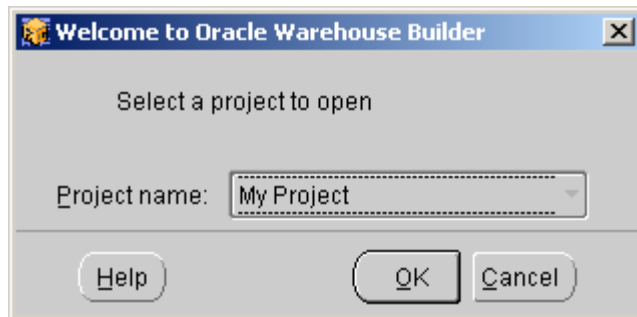 Welcome to Oracle Warehouse Builder
Select a project to open
Project name: My Project
Help OK Cancel